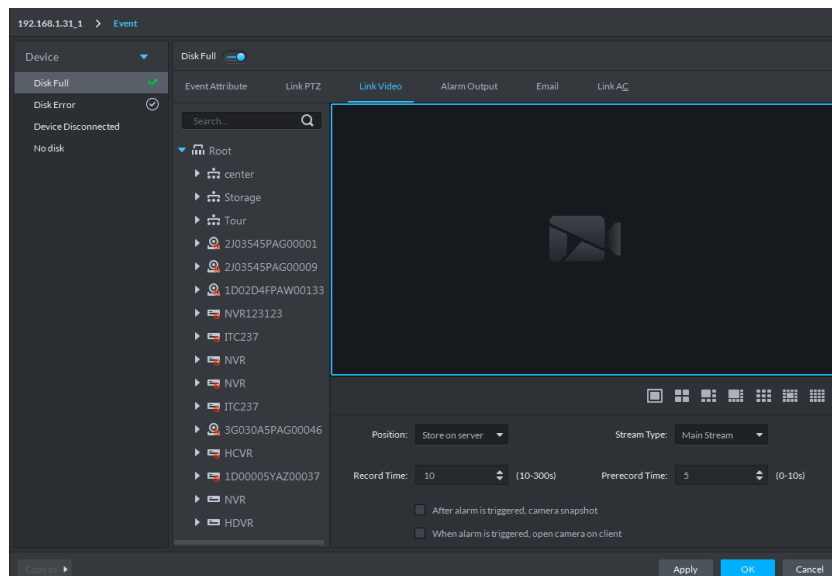 192.168.1.31_1 > Event
Device
Disk Full
Disk Error
Device Disconnected
No disk
Disk Full
Event Attribute Link PTZ Link Video Alarm Output Email Link AC
Search...
Root
center
Storage
Tour
2J03545PAG00001
2J03545PAG00009
1D02D4FPAW00133
NVR123123
ITC237
NVR
NVR
ITC237
3G030A5PAG00046
HCVR
1D00005YAZ00037
NVR
HDVR
Position: Store on server Stream Type: Main Stream
Record Time: 10 (10-300s) Prerecord Time: 5 (0-10s)
After alarm is triggered, camera snapshot
When alarm is triggered, open camera on client
Copy to Apply OK Cancel